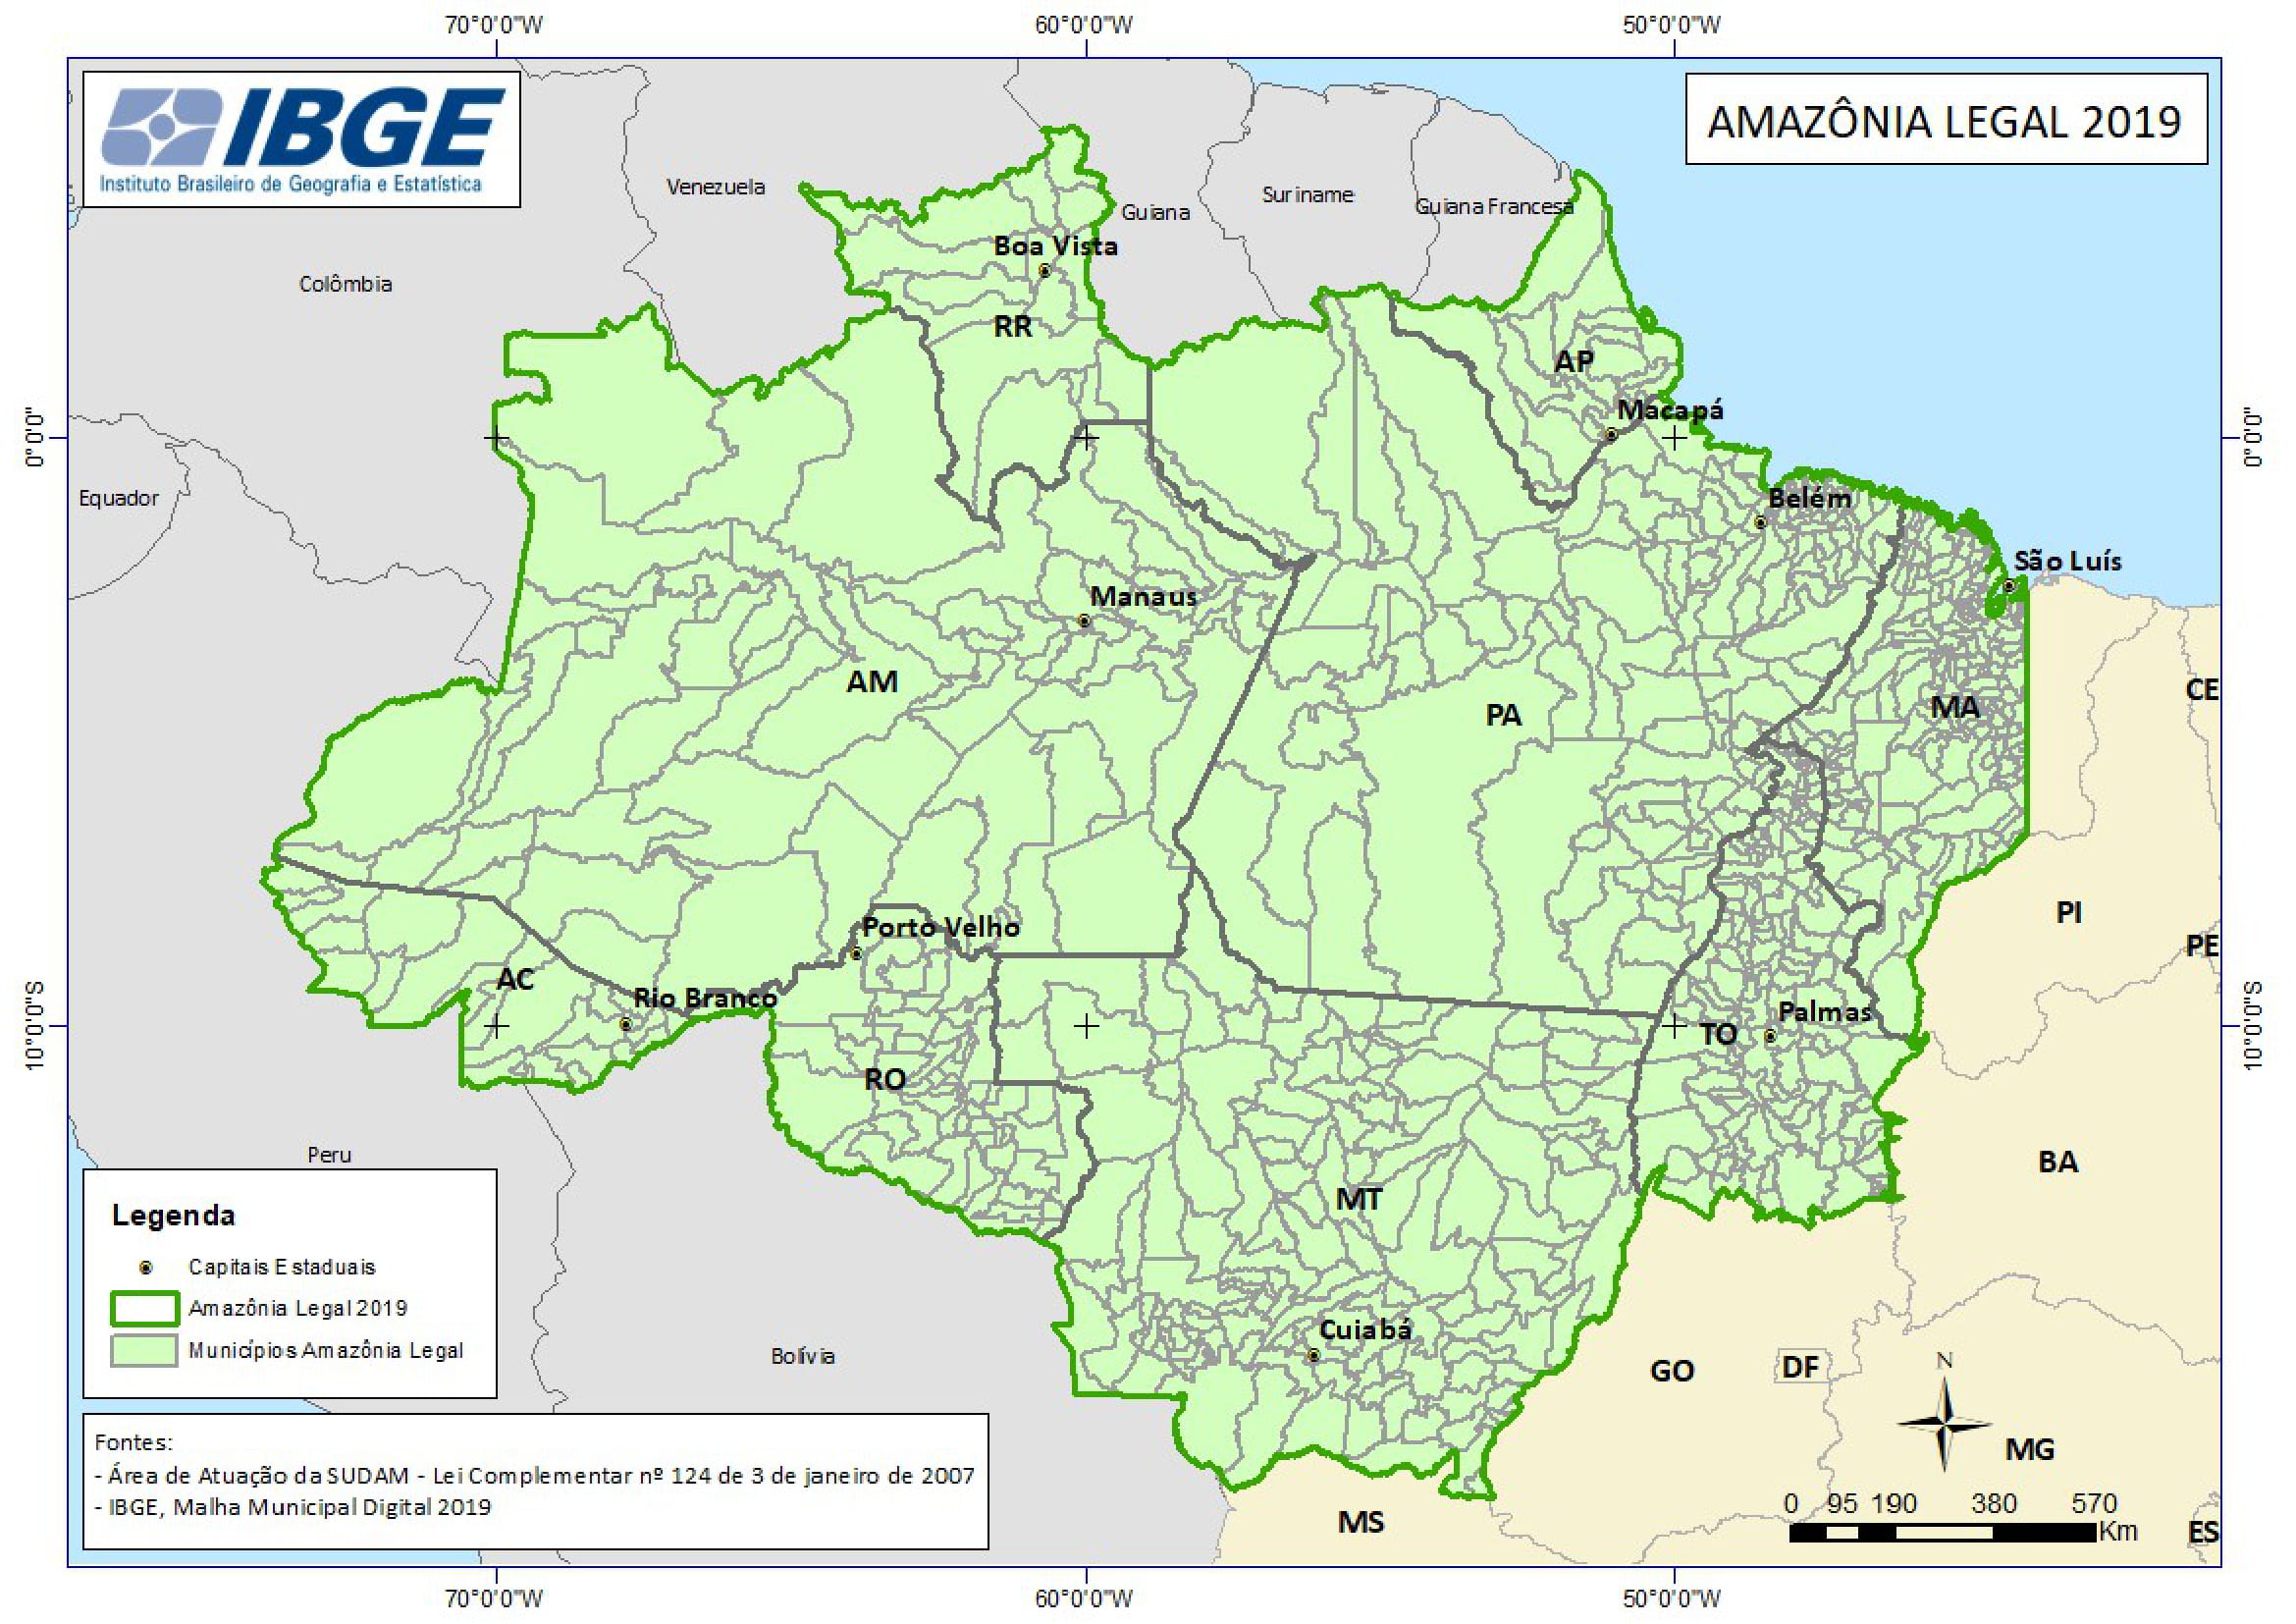 70°0'0"W 60°0'0"W 50°0'0"W
IBGE
Instituto Brasileiro de Geografia e Estatística
AMAZÔNIA LEGAL 2019
Venezuela
Guiana
Suriname
Guiana Francesa
Colômbia
Boa Vista
RR
AP
Macapá
0°0'0"
0°0'0"
Equador
Belém
São Luís
Manaus
AM
PA
MA
CE
Porto Velho
PI
PE
AC
Rio Branco
Palmas
TO
10°0'0"S
10°0'0"S
RO
Peru
BA
MT
Legenda
Capitais Estaduais
Amazônia Legal 2019
Municípios Amazônia Legal
Cuiabá
Bolívia
GO
DF
N
MG
Fontes:
- Área de Atuação da SUDAM - Lei Complementar nº 124 de 3 de janeiro de 2007
- IBGE, Malha Municipal Digital 2019
MS
0 95 190 380 570
Km
ES
70°0'0"W 60°0'0"W 50°0'0"W